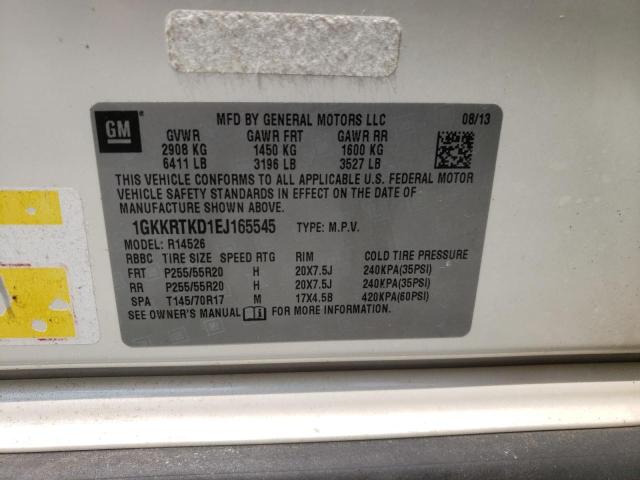 GM
MFD BY GENERAL MOTORS LLC 08/13
GVWR GAWR FRT GAWR RR
2908 KG 1450 KG 1600 KG
6411 LB 3196 LB 3527 LB
THIS VEHICLE CONFORMS TO ALL APPLICABLE U.S. FEDERAL MOTOR
VEHICLE SAFETY STANDARDS IN EFFECT ON THE DATE OF
MANUFACTURE SHOWN ABOVE.
1GKKRTKD1EJ165545 TYPE: M.P.V.
MODEL: R14526
RBBC TIRE SIZE SPEED RTG RIM COLD TIRE PRESSURE
FRT P255/55R20 H 20X7.5J 240KPA(35PSI)
RR P255/55R20 H 20X7.5J 240KPA(35PSI)
SPA T145/70R17 M 17X4.5B 420KPA(60PSI)
SEE OWNER'S MANUAL FOR MORE INFORMATION.